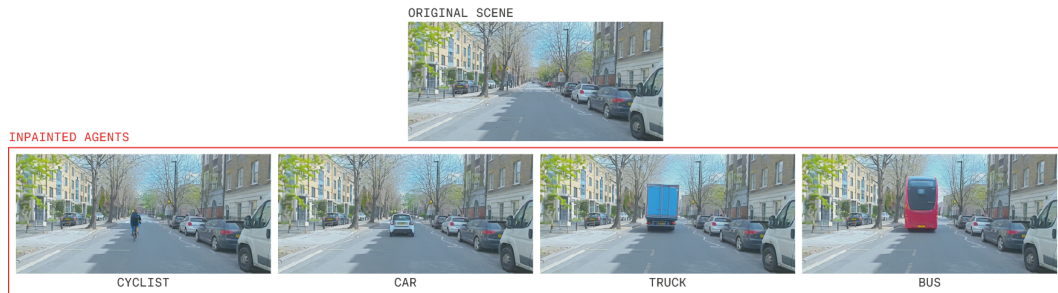 ORIGINAL SCENE
INPAINTED AGENTS
CYCLIST
CAR
TRUCK
BUS